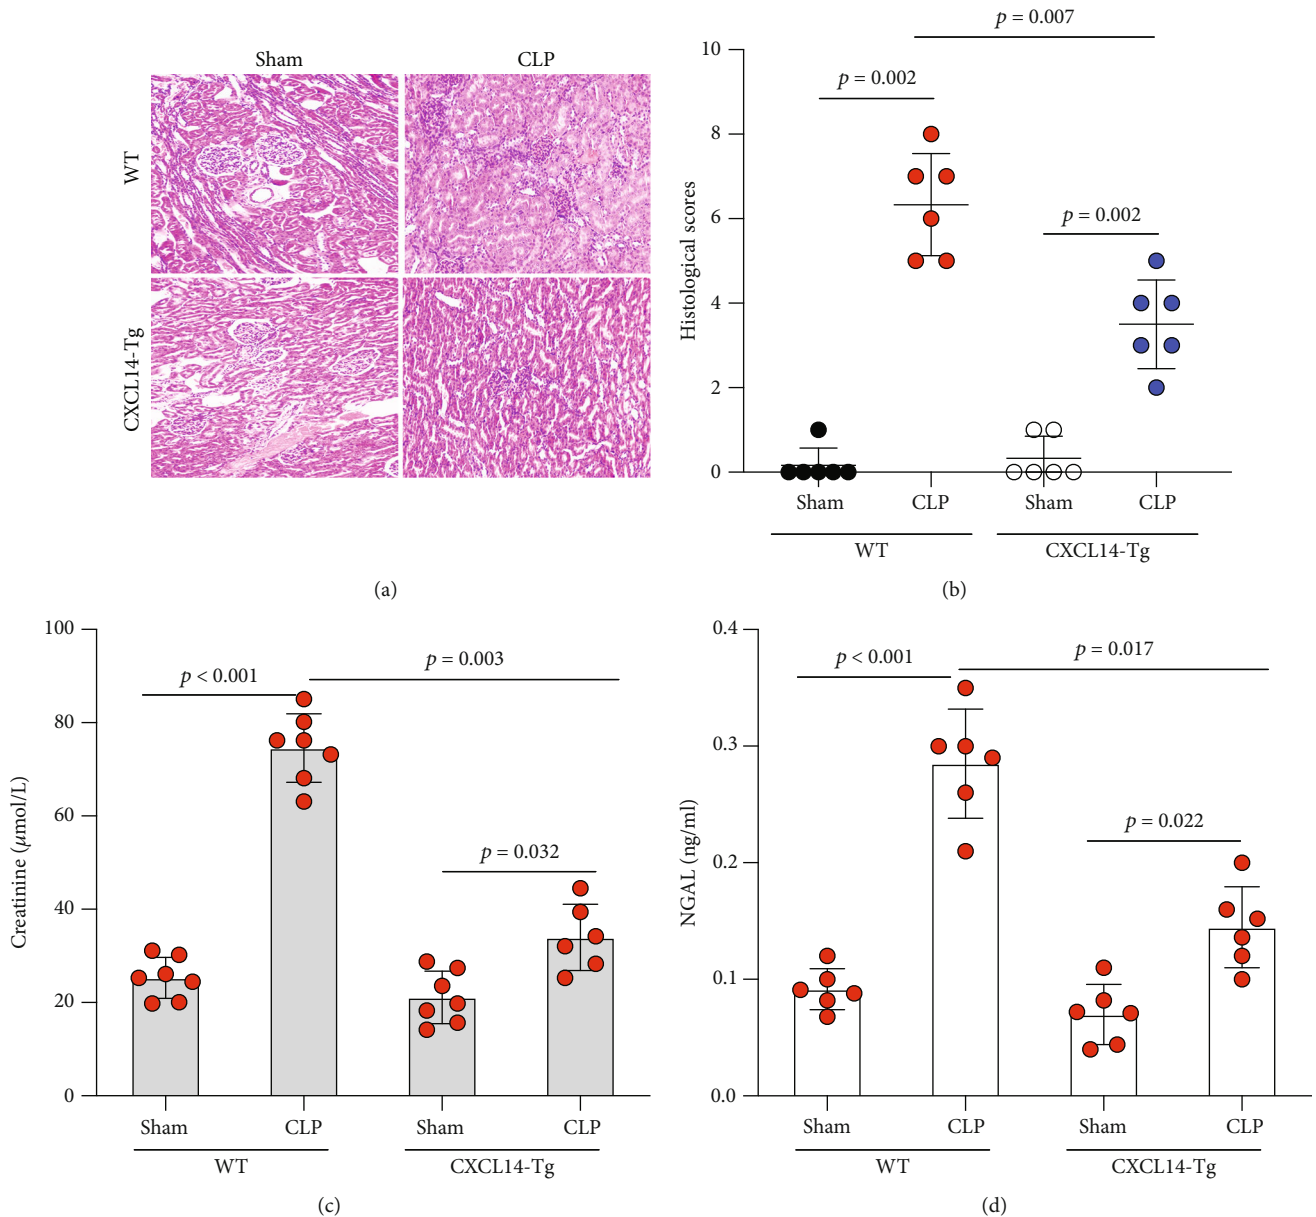 Sham CLP
WT
CXCL14-Tg
(a)
p = 0.007
p = 0.002
p = 0.002
Histological scores
10
8
6
4
2
0
Sham CLP Sham CLP
WT CXCL14-Tg
(b)
p < 0.001
p = 0.003
p = 0.032
Creatinine (μmol/L)
100
80
60
40
20
0
Sham CLP Sham CLP
WT CXCL14-Tg
(c)
p < 0.001
p = 0.017
p = 0.022
NGAL (ng/ml)
0.4
0.3
0.2
0.1
0.0
Sham CLP Sham CLP
WT CXCL14-Tg
(d)